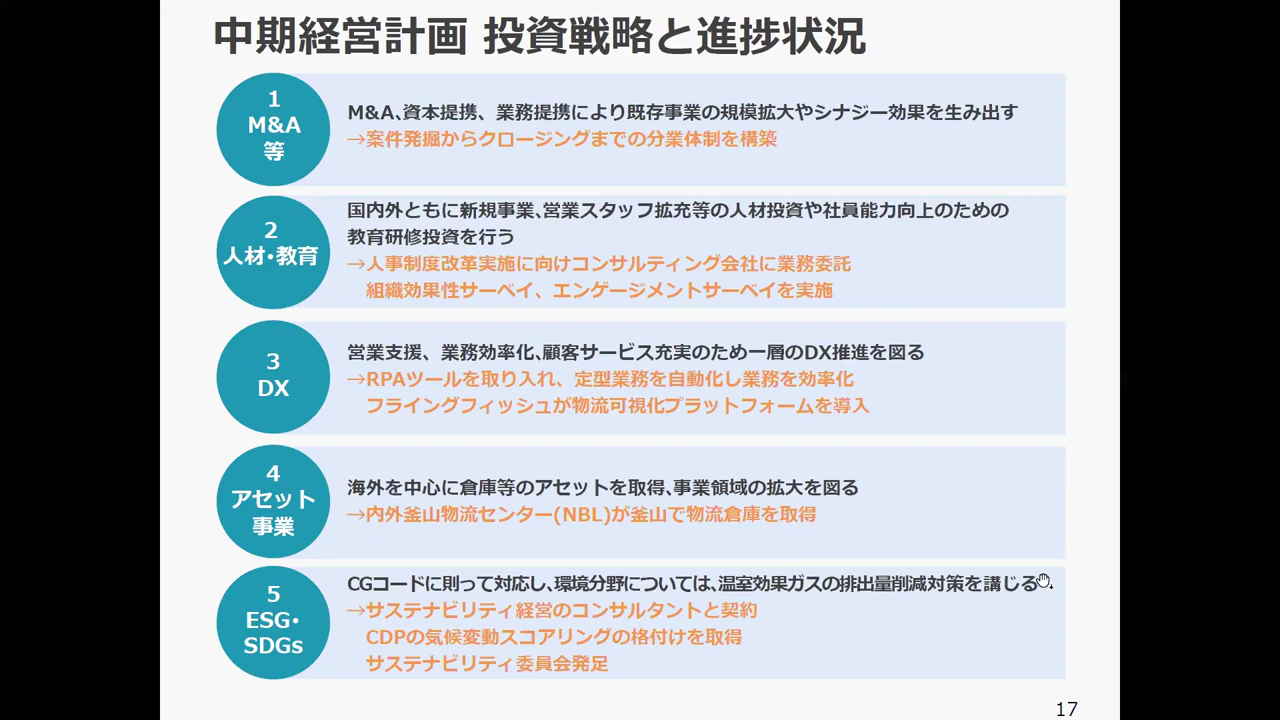 中期経営計画 投資戦略と進捗状況
1
M&A
等
M&A、資本提携、業務提携により既存事業の規模拡大やシナジー効果を生み出す
→案件発掘からクロージングまでの分業体制を構築
2
人材・教育
国内外ともに新規事業、営業スタッフ拡充等の人材投資や社員能力向上のための
教育研修投資を行う
→人事制度改革実施に向けコンサルティング会社に業務委託
組織効果性サーベイ、エンゲージメントサーベイを実施
3
DX
営業支援、業務効率化、顧客サービス充実のため一層のDX推進を図る
→RPAツールを取り入れ、定型業務を自動化し業務を効率化
フライングフィッシュが物流可視化プラットフォームを導入
4
アセット
事業
海外を中心に倉庫等のアセットを取得、事業領域の拡大を図る
→内外釜山物流センター(NBL)が釜山で物流倉庫を取得
5
ESG・
SDGs
CGコードに則って対応し、環境分野については、温室効果ガスの排出量削減対策を講じる
→サステナビリティ経営のコンサルタントと契約
CDPの気候変動スコアリングの格付けを取得
サステナビリティ委員会発足
17